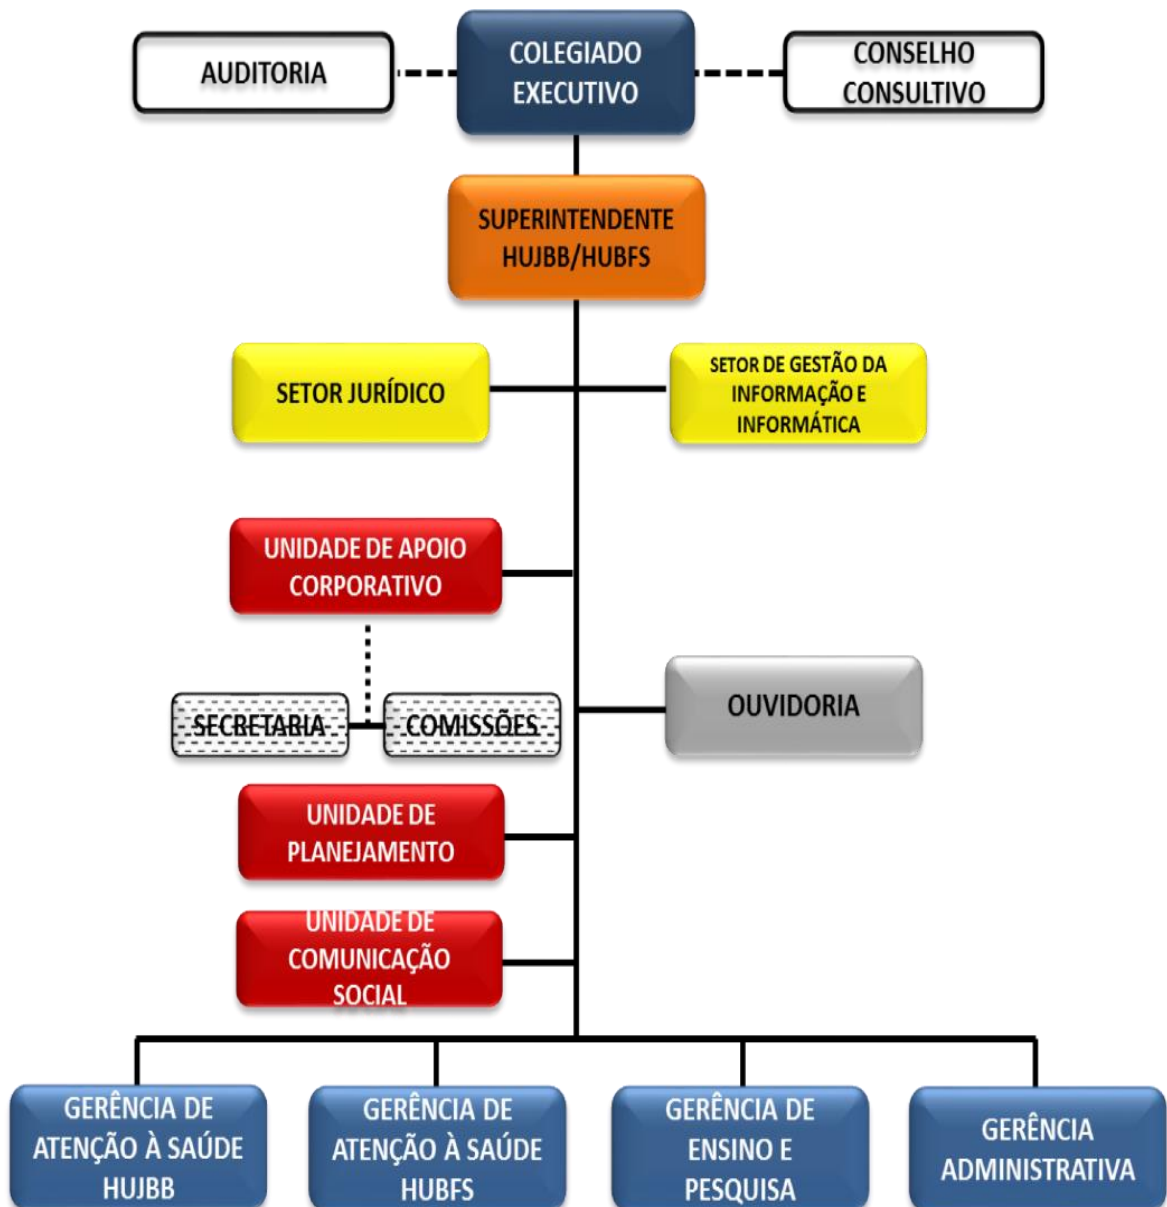 AUDITORIA
COLEGIADO
EXECUTIVO
CONSELHO
CONSULTIVO
SUPERINTENDENTE
HUJBB/HUBFS
SETOR JURÍDICO
SETOR DE GESTÃO DA
INFORMAÇÃO E
INFORMÁTICA
UNIDADE DE APOIO
CORPORATIVO
SECRETARIA
COMISSÕES
OUVIDORIA
UNIDADE DE
PLANEJAMENTO
UNIDADE DE
COMUNICAÇÃO
SOCIAL
GERÊNCIA DE
ATENÇÃO À SAÚDE
HUJBB
GERÊNCIA DE
ATENÇÃO À SAÚDE
HUBFS
GERÊNCIA DE
ENSINO E
PESQUISA
GERÊNCIA
ADMINISTRATIVA